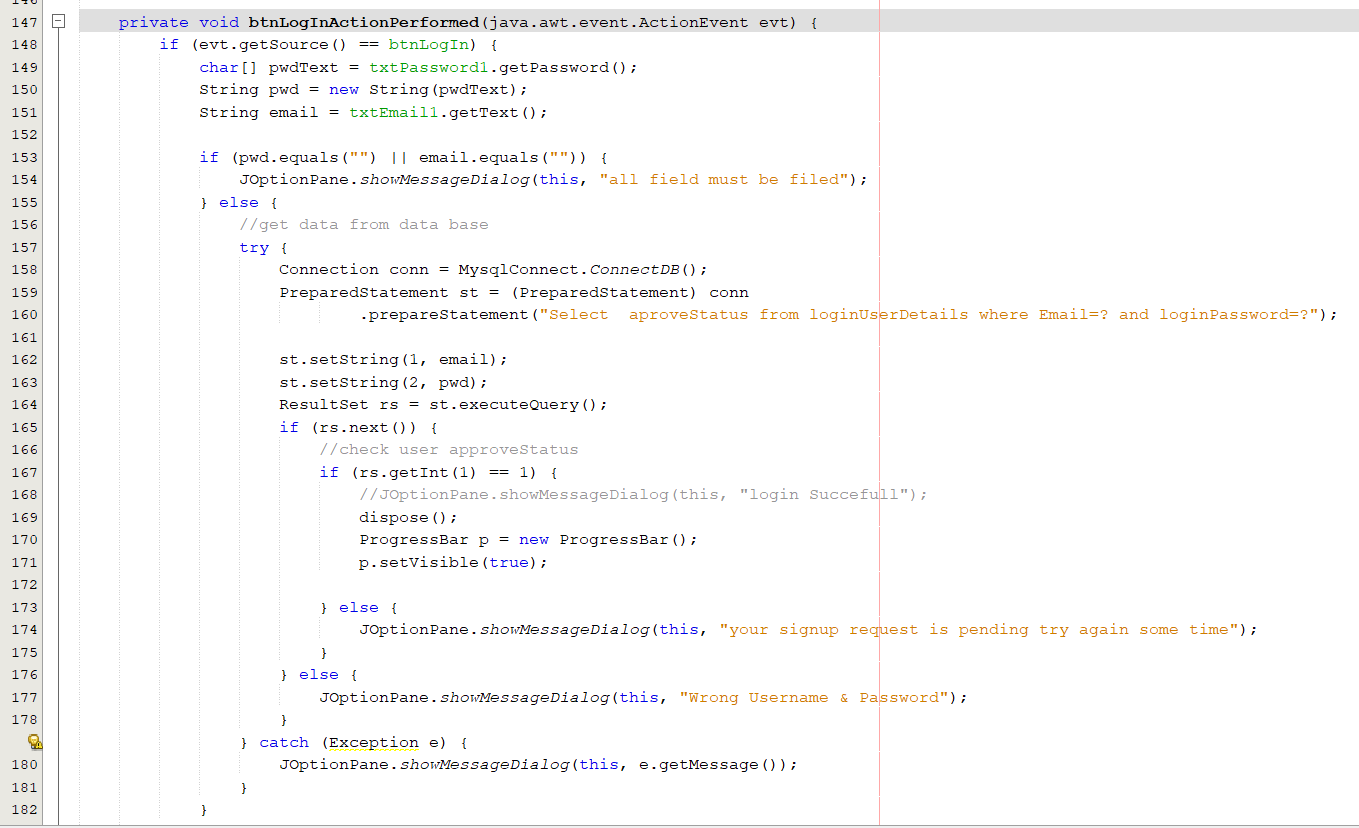 147 private void btnLogInActionPerformed(java.awt.event.ActionEvent evt) {
148 if (evt.getSource() == btnLogIn) {
149 char[] pwdText = txtPassword1.getPassword();
150 String pwd = new String(pwdText);
151 String email = txtEmail1.getText();
152
153 if (pwd.equals("") || email.equals("")) {
154 JOptionPane.showMessageDialog(this, "all field must be filed");
155 } else {
156 //get data from data base
157 try {
158 Connection conn = MysqlConnect.ConnectDB();
159 PreparedStatement st = (PreparedStatement) conn
160 .prepareStatement("Select  aproveStatus from loginUserDetails where Email=? and loginPassword=?");
161
162 st.setString(1, email);
163 st.setString(2, pwd);
164 ResultSet rs = st.executeQuery();
165 if (rs.next()) {
166 //check user approveStatus
167 if (rs.getInt(1) == 1) {
168 //JOptionPane.showMessageDialog(this, "login Succefull");
169 dispose();
170 ProgressBar p = new ProgressBar();
171 p.setVisible(true);
172
173 } else {
174 JOptionPane.showMessageDialog(this, "your signup request is pending try again some time");
175 }
176 } else {
177 JOptionPane.showMessageDialog(this, "Wrong Username & Password");
178 }
} catch (Exception e) {
180 JOptionPane.showMessageDialog(this, e.getMessage());
181 }
182 }